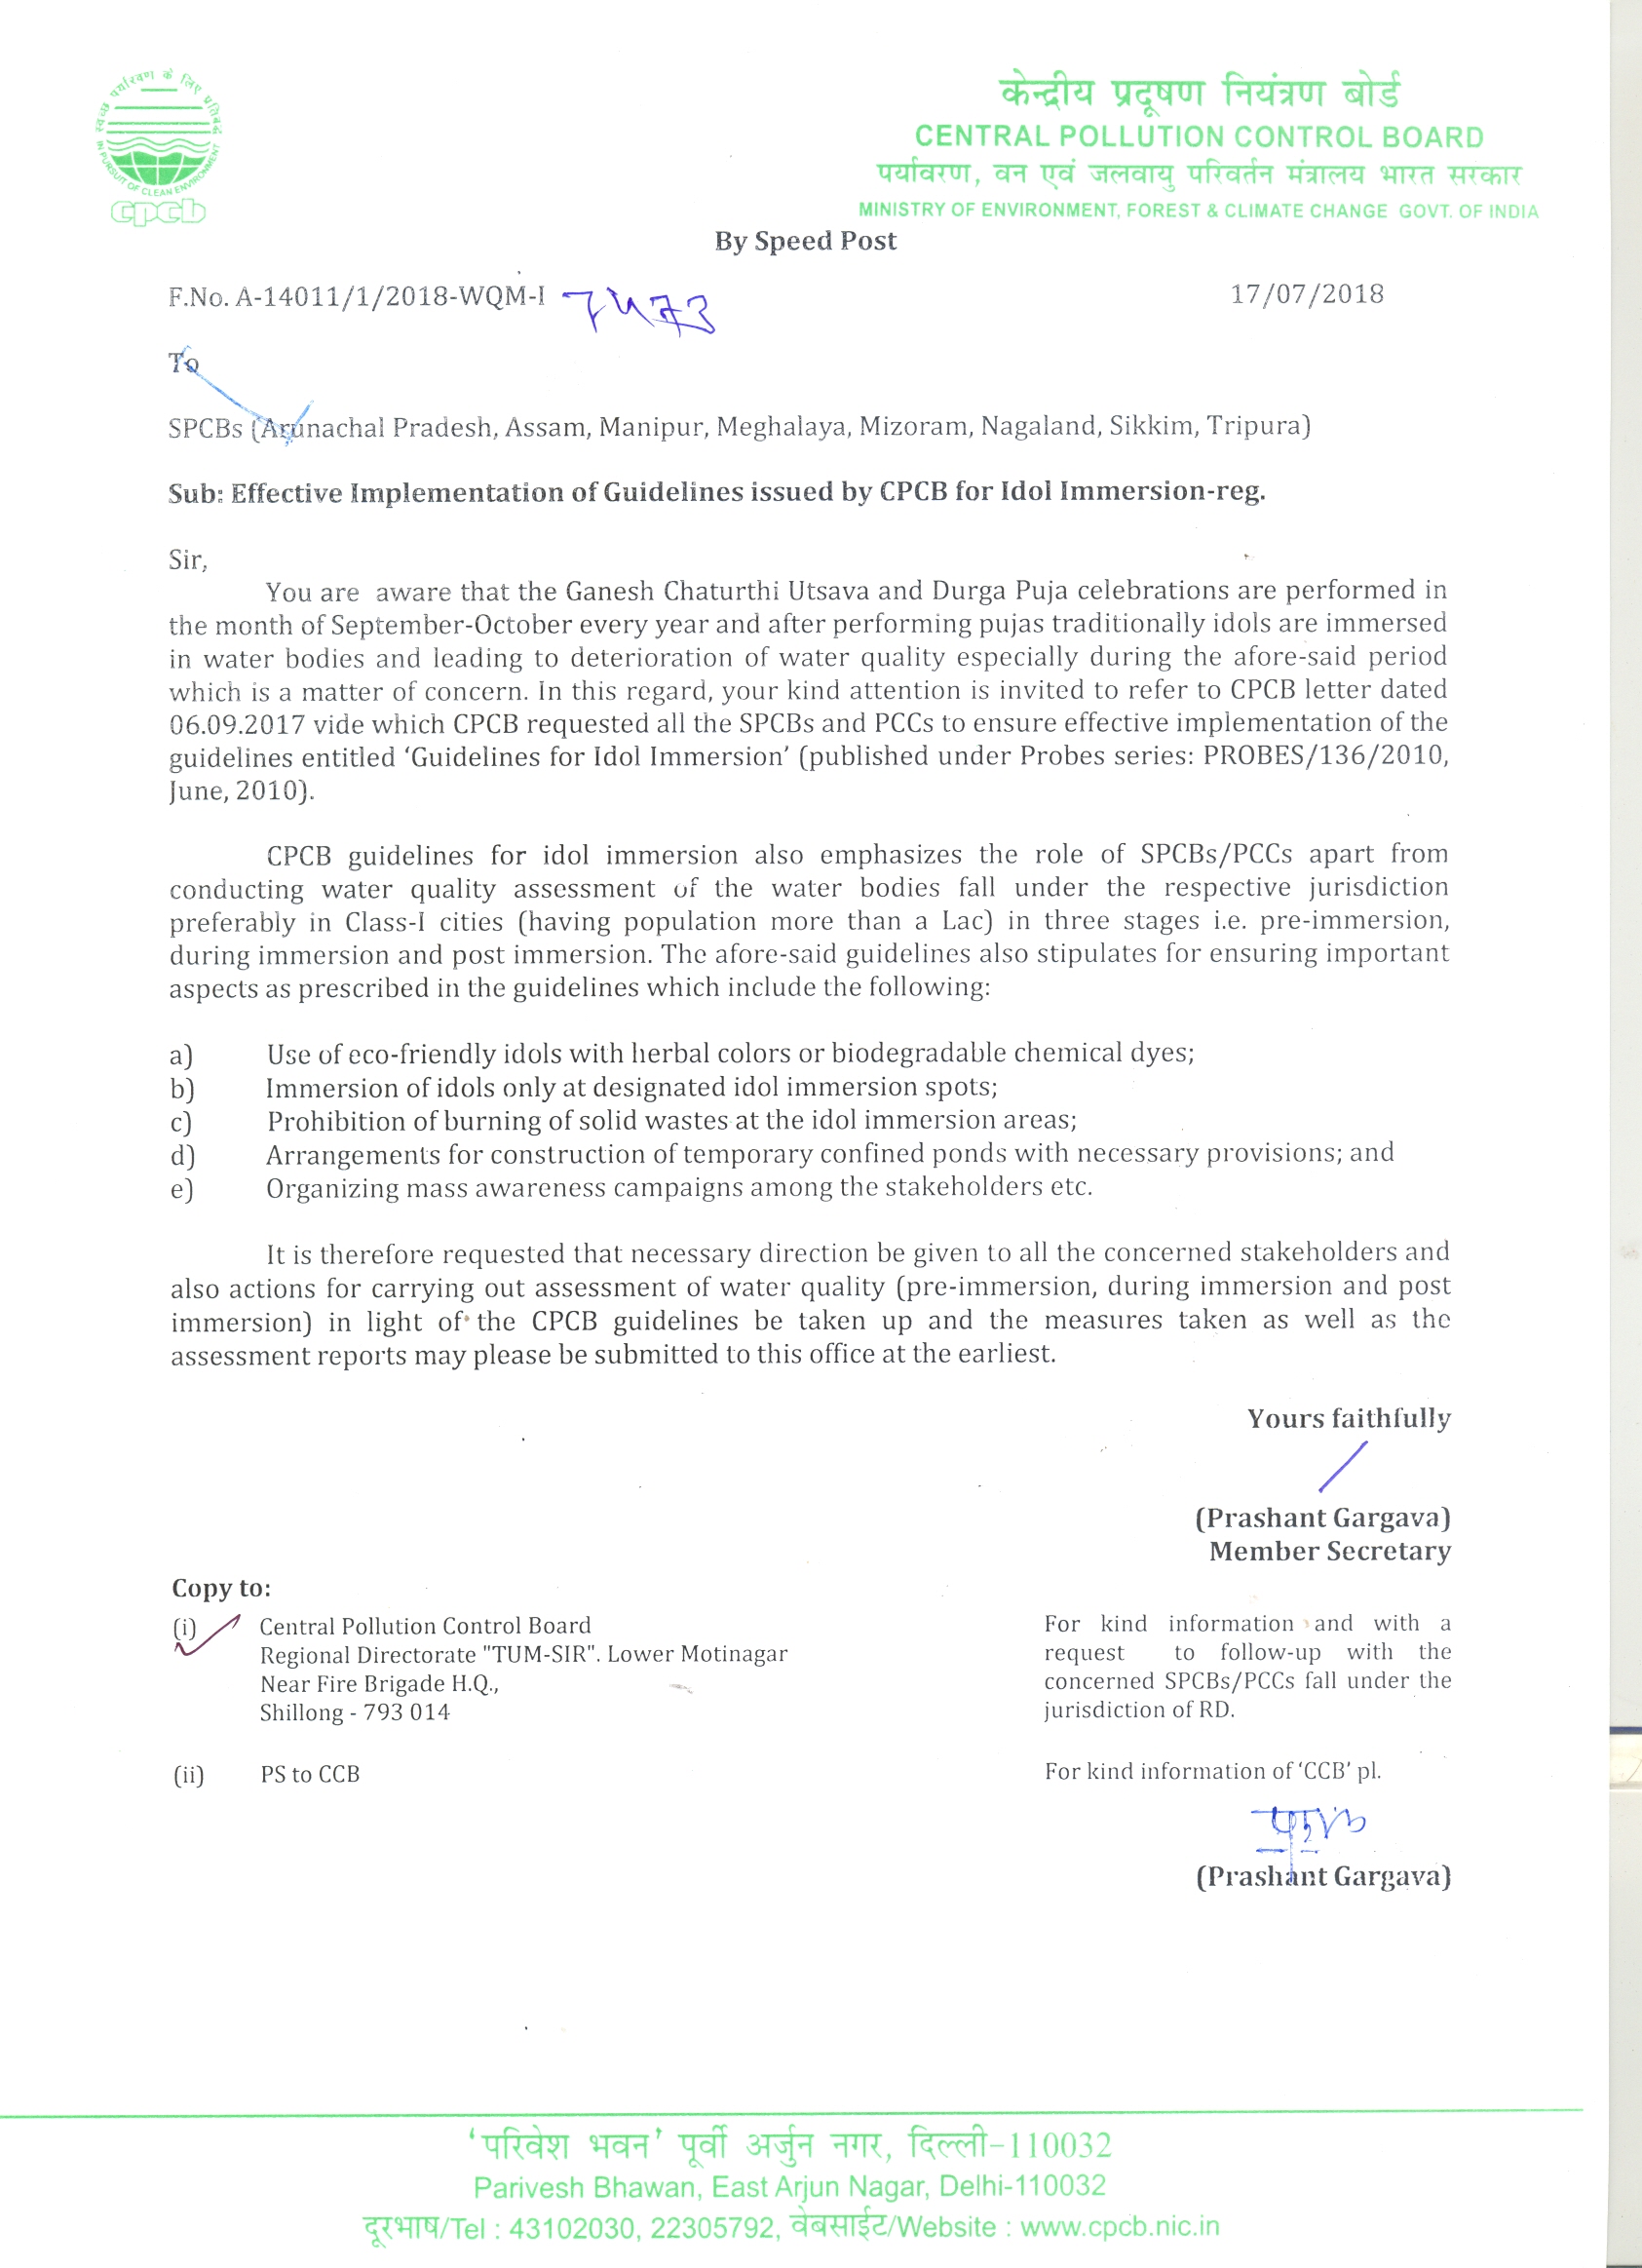 स्वच्छ पर्यावरण के लिए प्रतिबद्ध
IN PURSUIT OF CLEAN ENVIRONMENT
cpcb
केन्द्रीय प्रदूषण नियंत्रण बोर्ड
CENTRAL POLLUTION CONTROL BOARD
पर्यावरण, वन एवं जलवायु परिवर्तन मंत्रालय भारत सरकार
MINISTRY OF ENVIRONMENT, FOREST & CLIMATE CHANGE GOVT. OF INDIA
By Speed Post
F.No. A-14011/1/2018-WQM-I 7473 17/07/2018
To
SPCBs (Arunachal Pradesh, Assam, Manipur, Meghalaya, Mizoram, Nagaland, Sikkim, Tripura)
Sub: Effective Implementation of Guidelines issued by CPCB for Idol Immersion-reg.
Sir,
You are aware that the Ganesh Chaturthi Utsava and Durga Puja celebrations are performed in
the month of September-October every year and after performing pujas traditionally idols are immersed
in water bodies and leading to deterioration of water quality especially during the afore-said period
which is a matter of concern. In this regard, your kind attention is invited to refer to CPCB letter dated
06.09.2017 vide which CPCB requested all the SPCBs and PCCs to ensure effective implementation of the
guidelines entitled ‘Guidelines for Idol Immersion’ (published under Probes series: PROBES/136/2010,
June, 2010).
CPCB guidelines for idol immersion also emphasizes the role of SPCBs/PCCs apart from
conducting water quality assessment of the water bodies fall under the respective jurisdiction
preferably in Class-I cities (having population more than a Lac) in three stages i.e. pre-immersion,
during immersion and post immersion. The afore-said guidelines also stipulates for ensuring important
aspects as prescribed in the guidelines which include the following:
a) Use of eco-friendly idols with herbal colors or biodegradable chemical dyes;
b) Immersion of idols only at designated idol immersion spots;
c) Prohibition of burning of solid wastes at the idol immersion areas;
d) Arrangements for construction of temporary confined ponds with necessary provisions; and
e) Organizing mass awareness campaigns among the stakeholders etc.
It is therefore requested that necessary direction be given to all the concerned stakeholders and
also actions for carrying out assessment of water quality (pre-immersion, during immersion and post
immersion) in light of the CPCB guidelines be taken up and the measures taken as well as the
assessment reports may please be submitted to this office at the earliest.
Yours faithfully
(Prashant Gargava)
Member Secretary
Copy to:
(i) Central Pollution Control Board For kind information and with a
Regional Directorate "TUM-SIR". Lower Motinagar request to follow-up with the
Near Fire Brigade H.Q., concerned SPCBs/PCCs fall under the
Shillong - 793 014 jurisdiction of RD.
(ii) PS to CCB For kind information of ‘CCB’ pl.
(Prashant Gargava)
‘परिवेश भवन’ पूर्वी अर्जुन नगर, दिल्ली-110032
Parivesh Bhawan, East Arjun Nagar, Delhi-110032
दूरभाष/Tel : 43102030, 22305792, वेबसाईट/Website : www.cpcb.nic.in